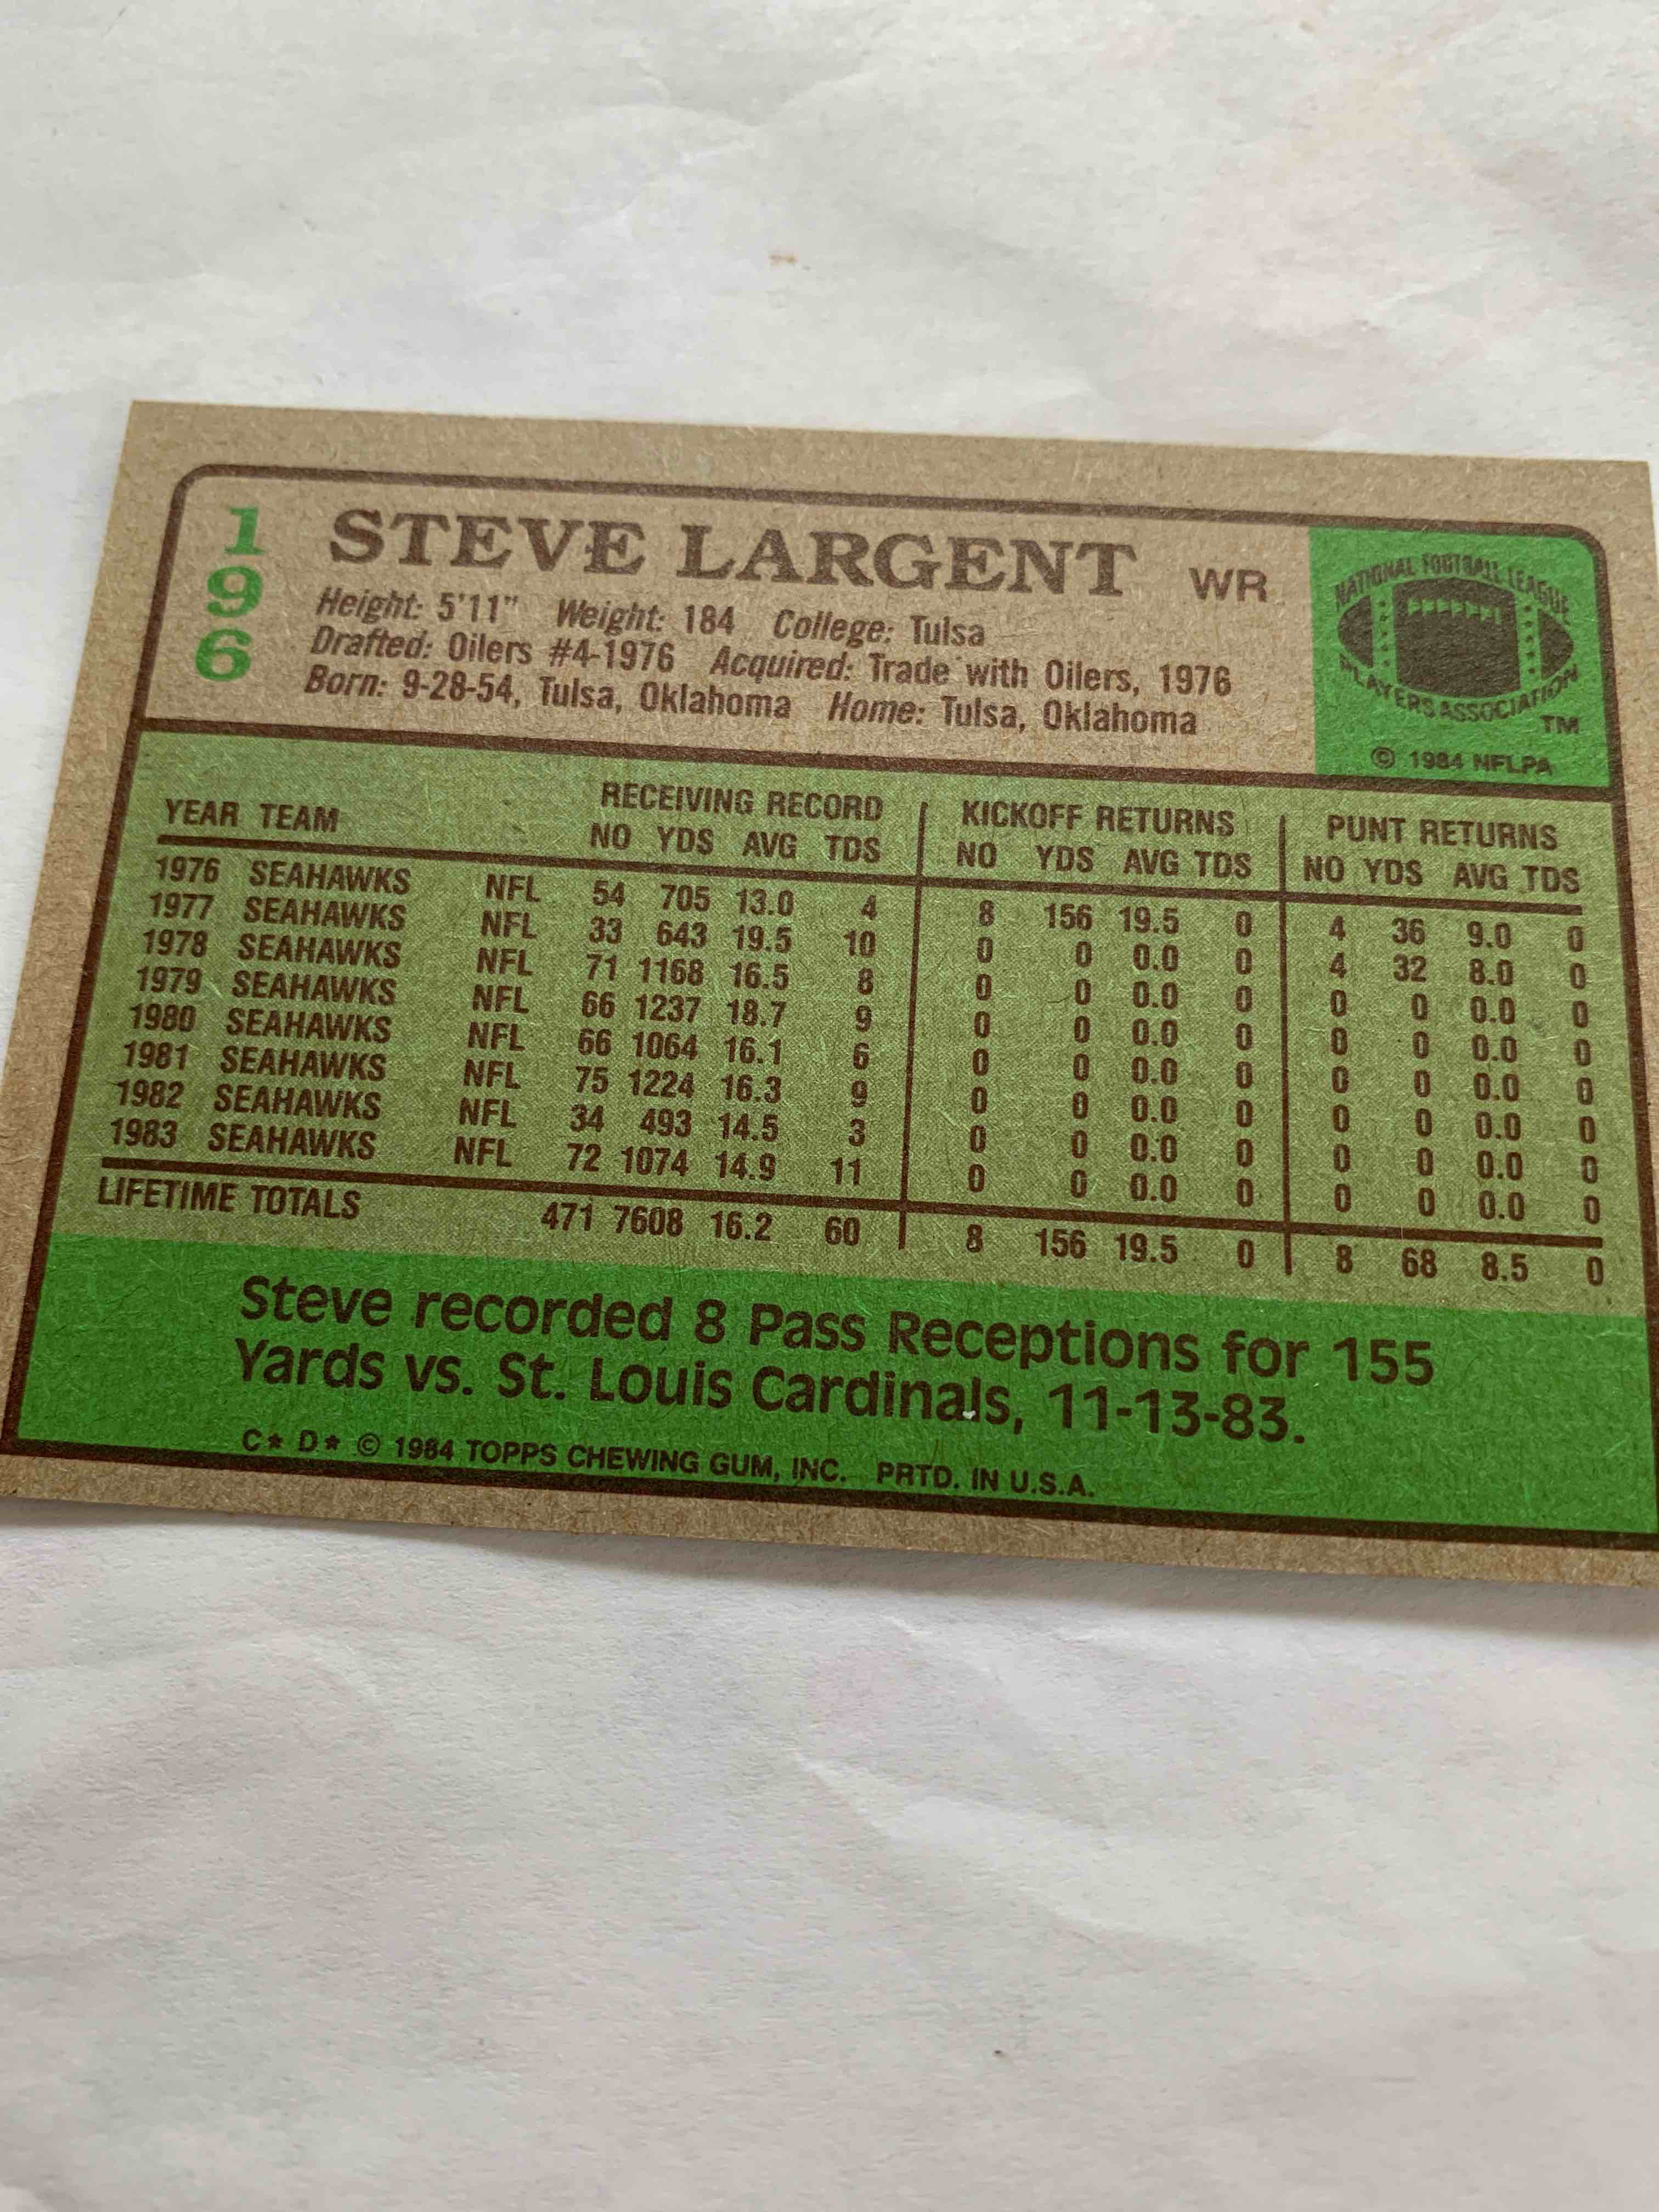 196
STEVE LARGENT WR
Height: 5'11" Weight: 184 College: Tulsa
Drafted: Oilers #4-1976 Acquired: Trade with Oilers, 1976
Born: 9-28-54, Tulsa, Oklahoma Home: Tulsa, Oklahoma
NATIONAL FOOTBALL LEAGUE
PLAYERS ASSOCIATION
TM
© 1984 NFLPA
RECEIVING RECORD KICKOFF RETURNS PUNT RETURNS
YEAR TEAM NO YDS AVG TDS NO YDS AVG TDS NO YDS AVG TDS
1976 SEAHAWKS NFL 54 705 13.0 4 8 156 19.5 0 4 36 9.0 0
1977 SEAHAWKS NFL 33 643 19.5 10 0 0 0.0 0 4 32 8.0 0
1978 SEAHAWKS NFL 71 1168 16.5 8 0 0 0.0 0 0 0 0.0 0
1979 SEAHAWKS NFL 66 1237 18.7 9 0 0 0.0 0 0 0 0.0 0
1980 SEAHAWKS NFL 66 1064 16.1 6 0 0 0.0 0 0 0 0.0 0
1981 SEAHAWKS NFL 75 1224 16.3 9 0 0 0.0 0 0 0 0.0 0
1982 SEAHAWKS NFL 34 493 14.5 3 0 0 0.0 0 0 0 0.0 0
1983 SEAHAWKS NFL 72 1074 14.9 11 0 0 0.0 0 0 0 0.0 0
LIFETIME TOTALS 471 7608 16.2 60 8 156 19.5 0 8 68 8.5 0
Steve recorded 8 Pass Receptions for 155
Yards vs. St. Louis Cardinals, 11-13-83.
C* D* © 1984 TOPPS CHEWING GUM, INC. PRTD. IN U.S.A.